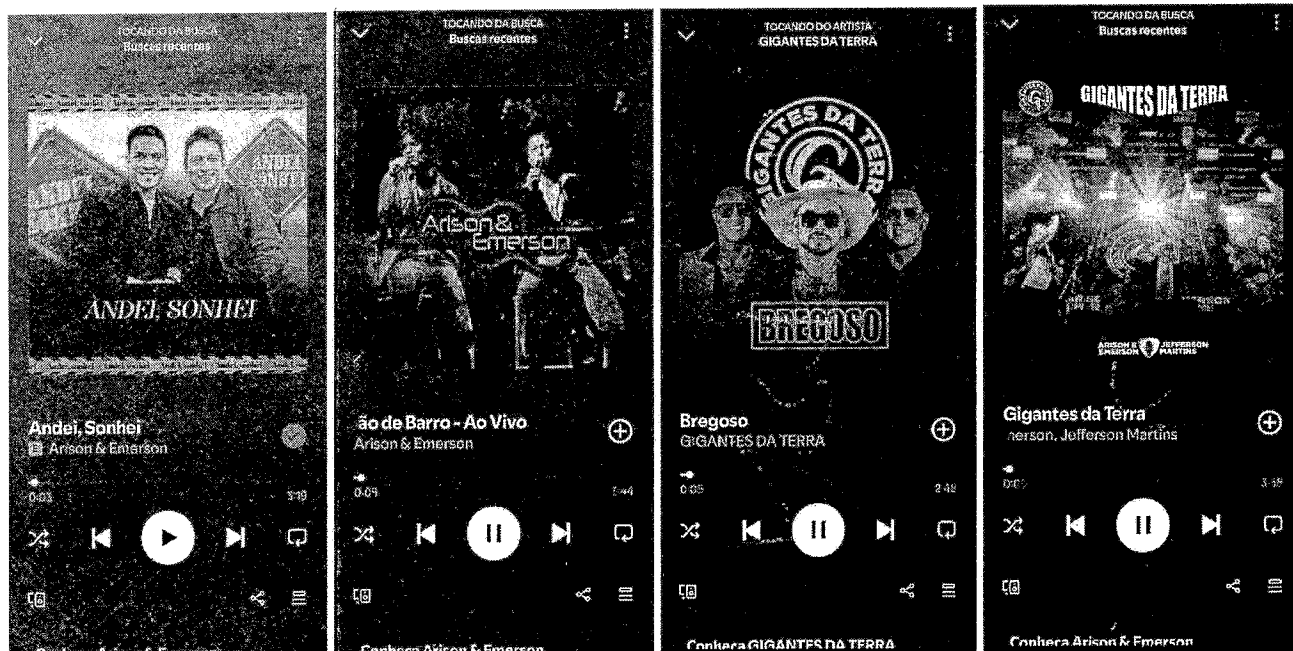 TOCANDO DA BUSCA
Buscas recentes
ANDEI,
SONHEI
ANDEI, SONHEI
Andei, Sonhei
E Arison & Emerson
0:03
3:19
TOCANDO DA BUSCA
Buscas recentes
Arison &
Emerson
ão de Barro - Ao Vivo
Arison & Emerson
0:09
Conheça Arison & Emerson
TOCANDO DO ARTISTA
GIGANTES DA TERRA
GIGANTES DA TERRA
BREGOSO
Bregoso
GIGANTES DA TERRA
0:05
2:48
Conheça GIGANTES DA TERRA
TOCANDO DA BUSCA
Buscas recentes
GIGANTES DA TERRA
ARISON E EMERSON
JEFFERSON MARTINS
Gigantes da Terra
nerson, Jefferson Martins
Conheça Arison & Emerson